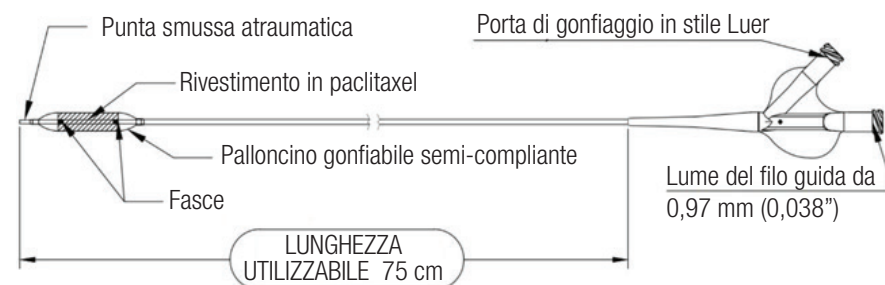 Punta smussa atraumatica
Porta di gonfiaggio in stile Luer
Rivestimento in paclitaxel
Palloncino gonfiabile semi-compliante
Fasce
Lume del filo guida da
0,97 mm (0,038”)
LUNGHEZZA
UTILIZZABILE 75 cm